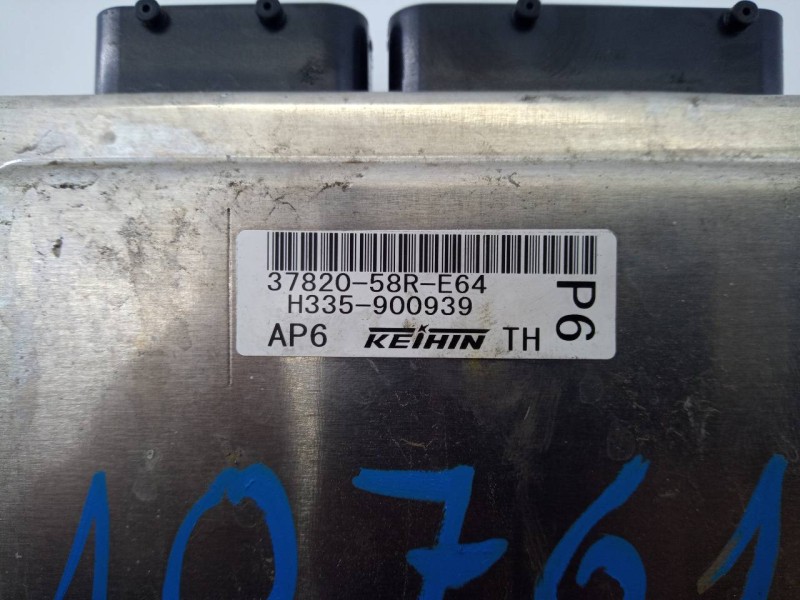 37820-58R-E64
H335-900939
AP6 KEIHIN TH
P6
10761